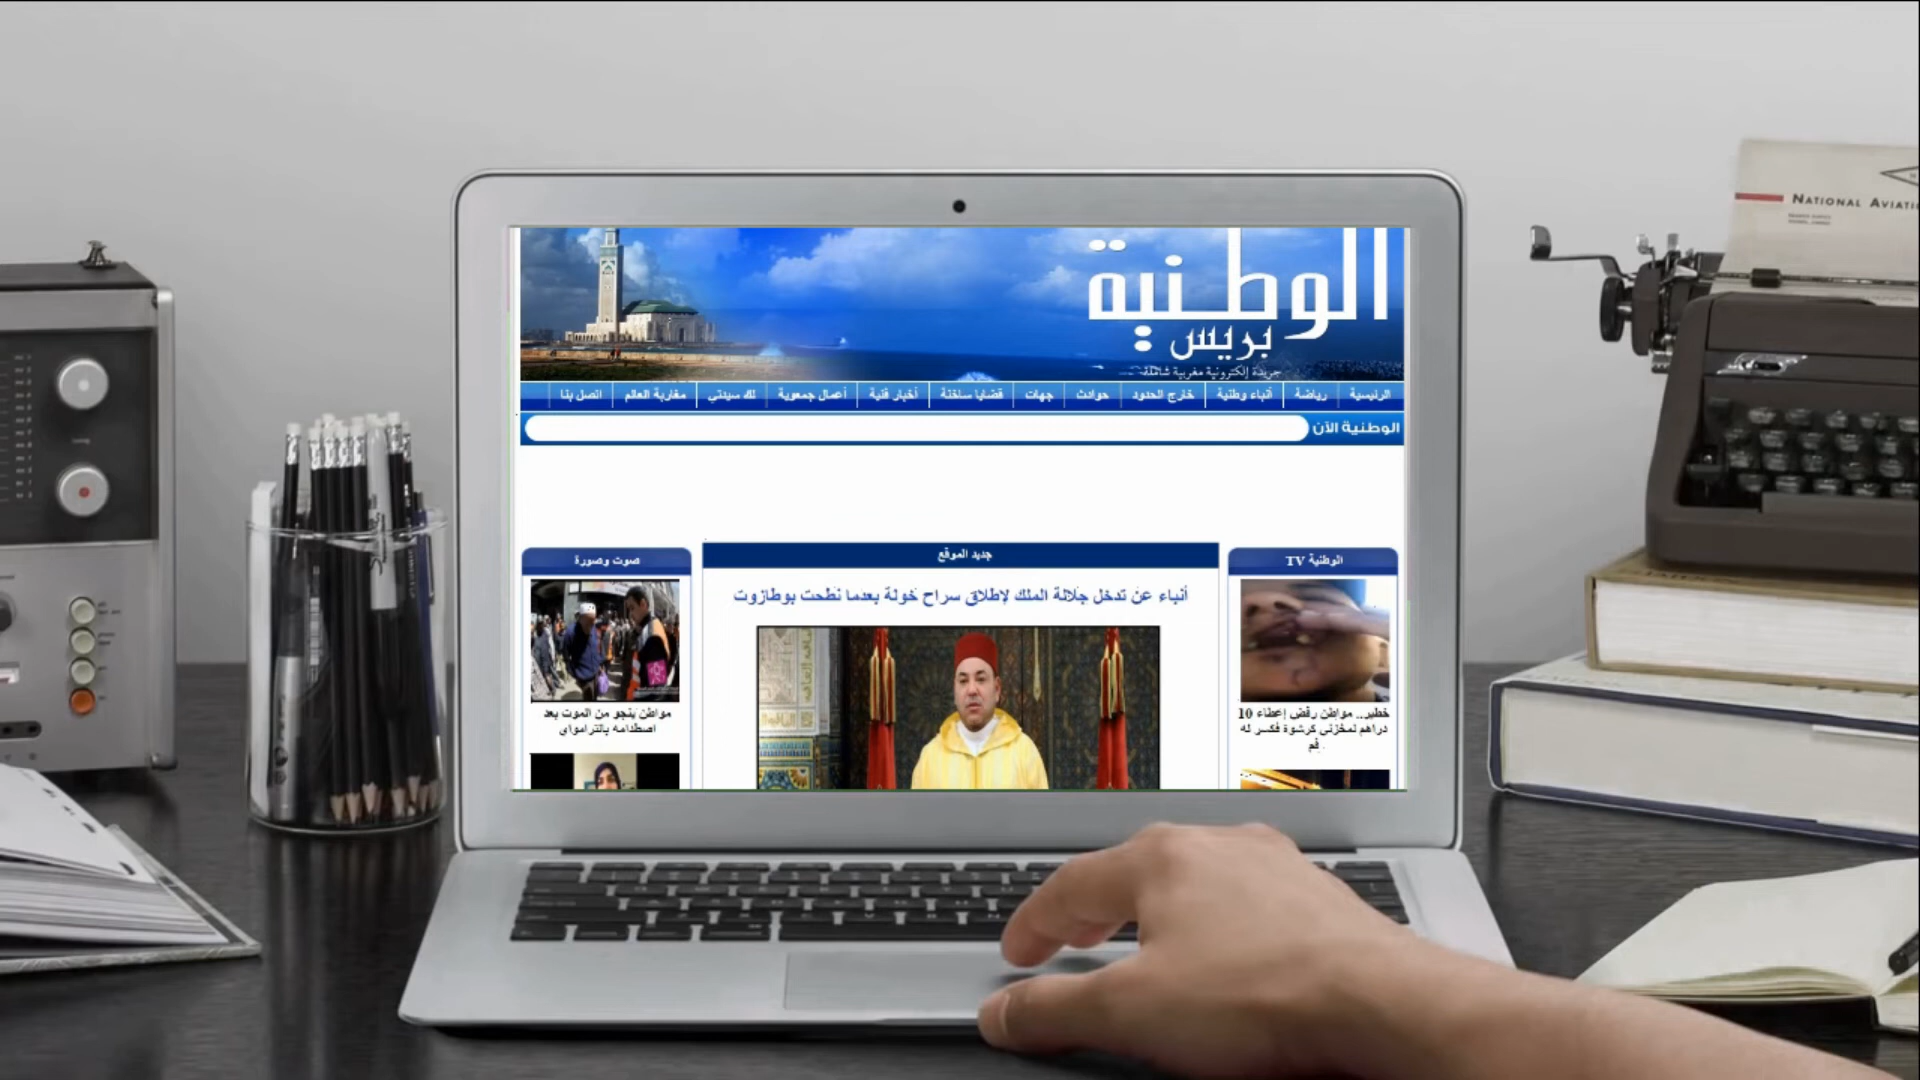 الوطنية
بريس
جريدة إلكترونية مغربية شاملة
الرئيسية
رياضة
أنباء وطنية
خارج الحدود
حوادث
جهات
قضايا ساخنة
أخبار فنية
أعمال جمعوية
لك سيدتي
مغاربة العالم
اتصل بنا
الوطنية الآن
الوطنية TV
جديد الموقع
صوت وصورة
أنباء عن تدخل جلالة الملك لإطلاق سراح خولة بعدما نطحت بوطازوت
خطير.. مواطن رفض إعطاء 10
دراهم لمخزني كرشوة فكسر له
فم
مواطن ينجو من الموت بعد
اصطدامه بالترامواي
NATIONAL AVIATI